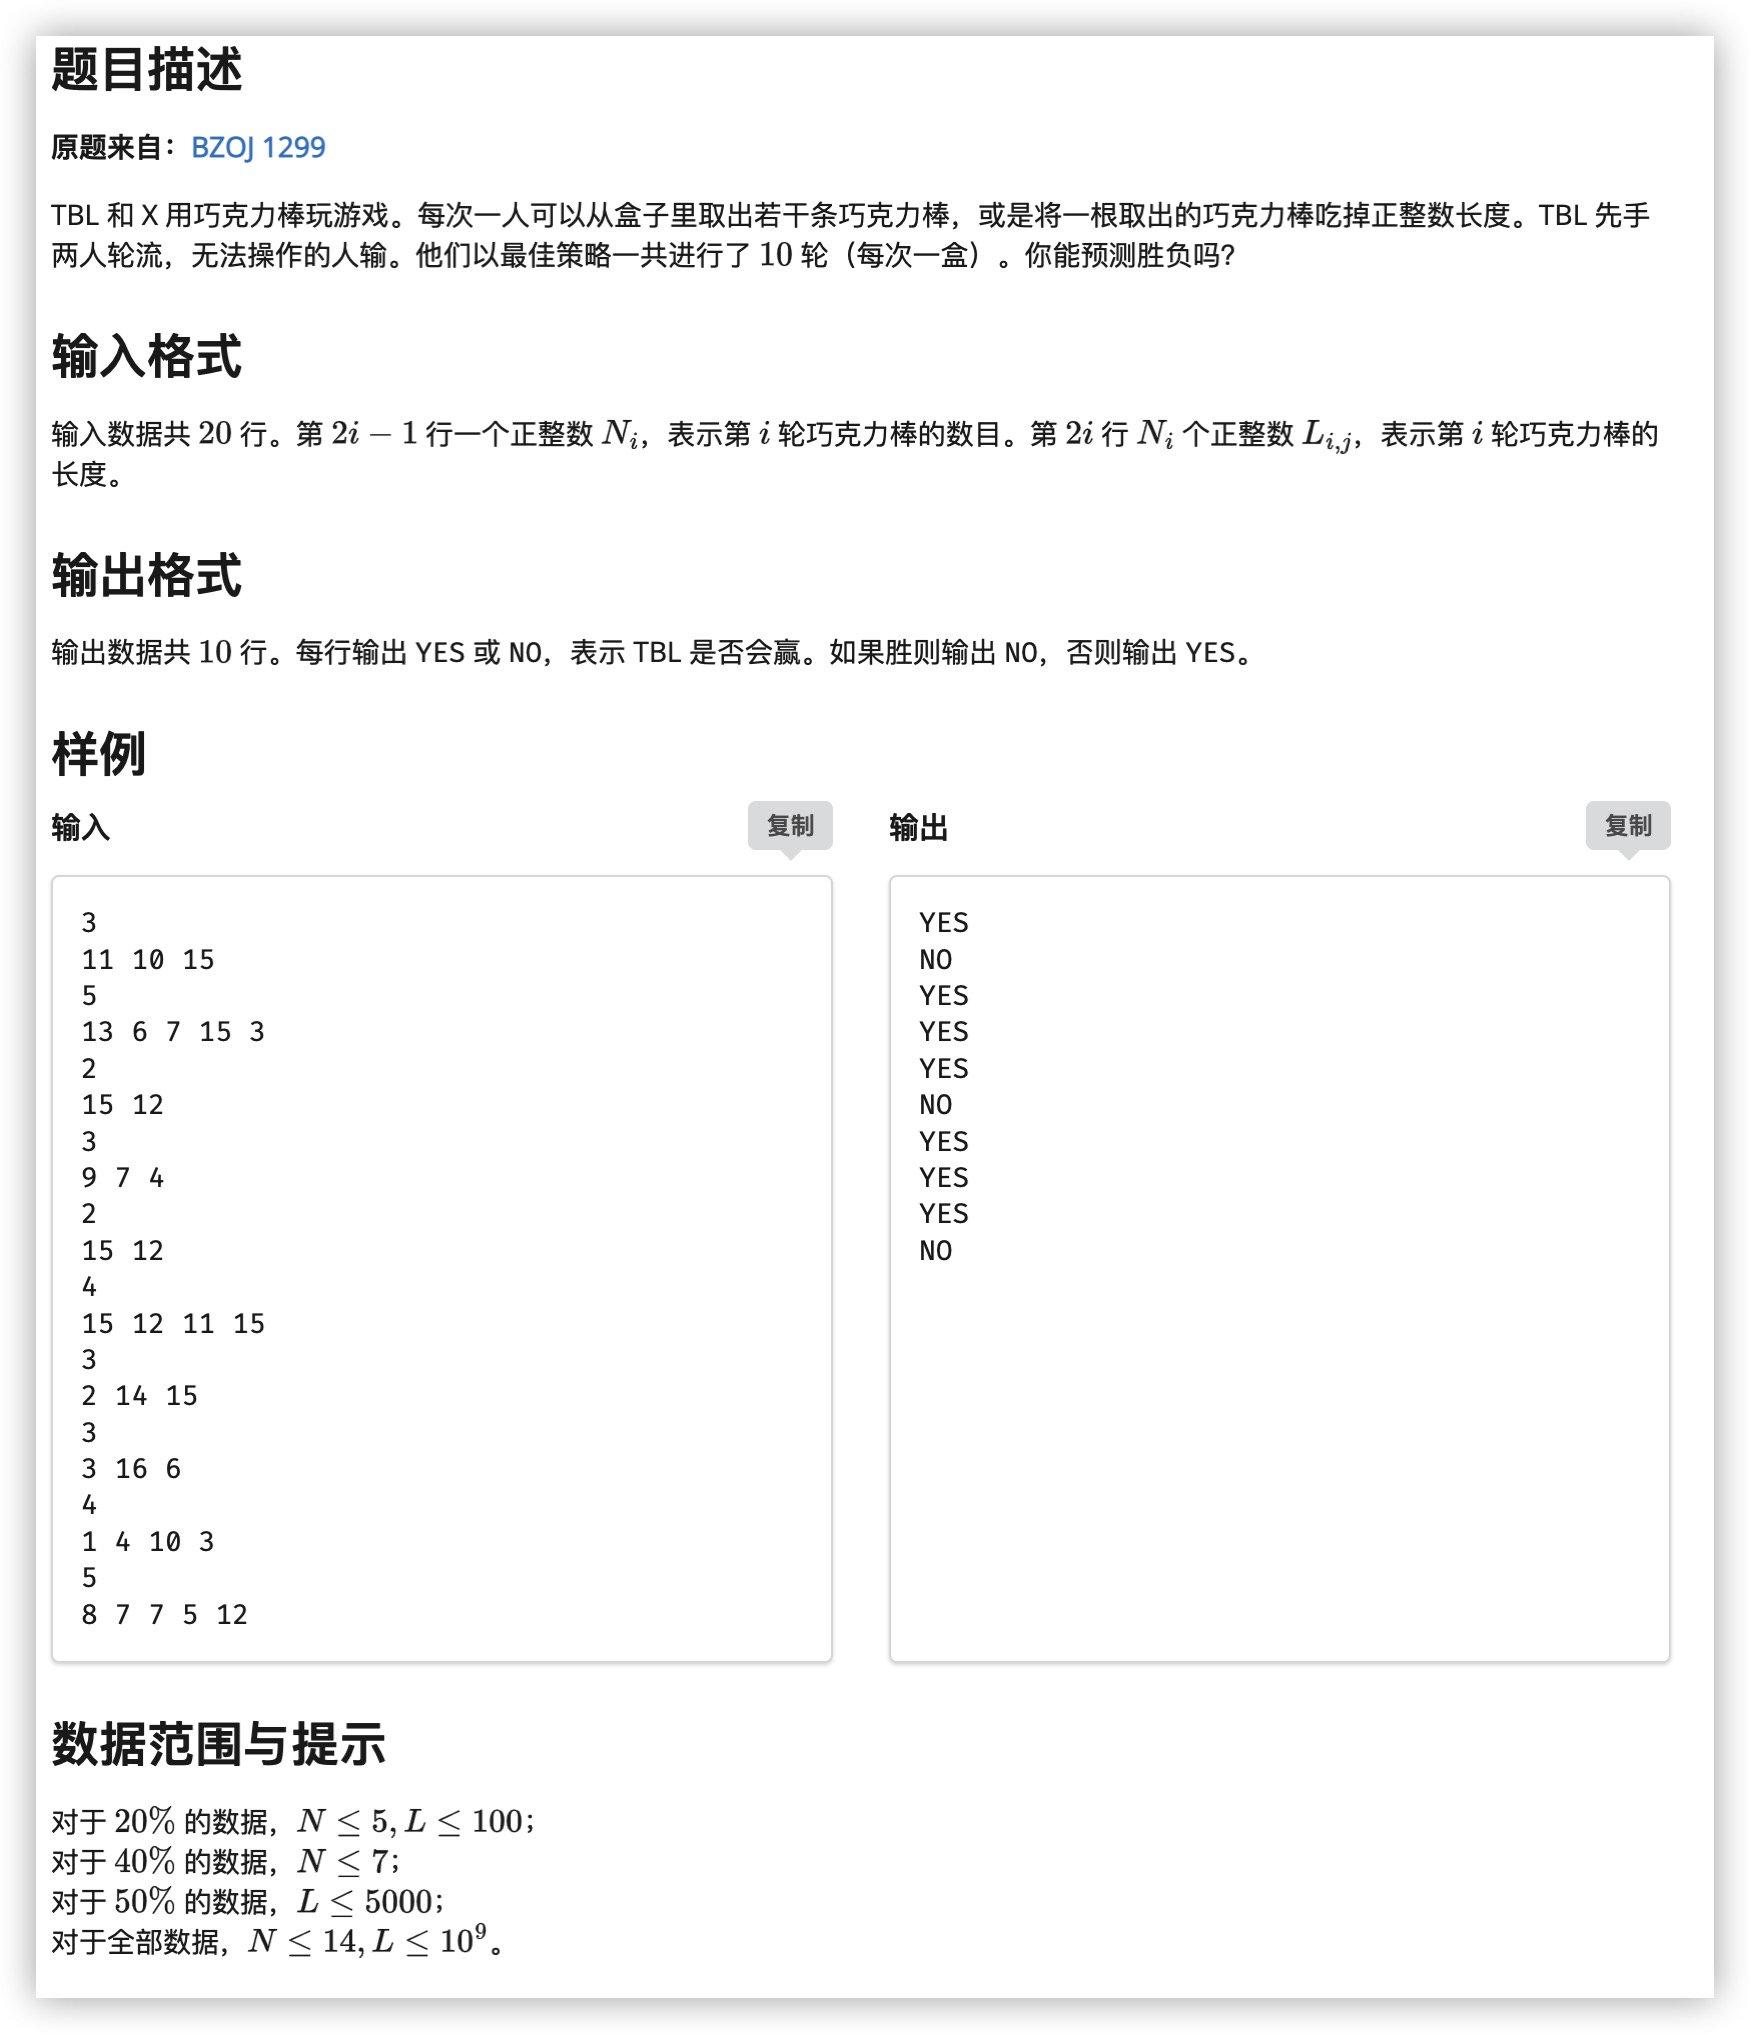 题目描述
原题来自：BZOJ 1299
TBL 和 X 用巧克力棒玩游戏。每次一人可以从盒子里取出若干条巧克力棒，或是将一根取出的巧克力棒吃掉正整数长度。TBL 先手
两人轮流，无法操作的人输。他们以最佳策略一共进行了 10 轮（每次一盒）。你能预测胜负吗？
输入格式
输入数据共 20 行。第 2i − 1 行一个正整数 N_i，表示第 i 轮巧克力棒的数目。第 2i 行 N_i 个正整数 L_{i,j}，表示第 i 轮巧克力棒的
长度。
输出格式
输出数据共 10 行。每行输出 YES 或 NO，表示 TBL 是否会赢。如果胜则输出 NO，否则输出 YES。
样例
输入
复制
3
11 10 15
5
13 6 7 15 3
2
15 12
3
9 7 4
2
15 12
4
15 12 11 15
3
2 14 15
3
3 16 6
4
1 4 10 3
5
8 7 7 5 12
输出
复制
YES
NO
YES
YES
YES
NO
YES
YES
YES
NO
数据范围与提示
对于 20% 的数据，N ≤ 5, L ≤ 100；
对于 40% 的数据，N ≤ 7；
对于 50% 的数据，L ≤ 5000；
对于全部数据，N ≤ 14, L ≤ 10^9。